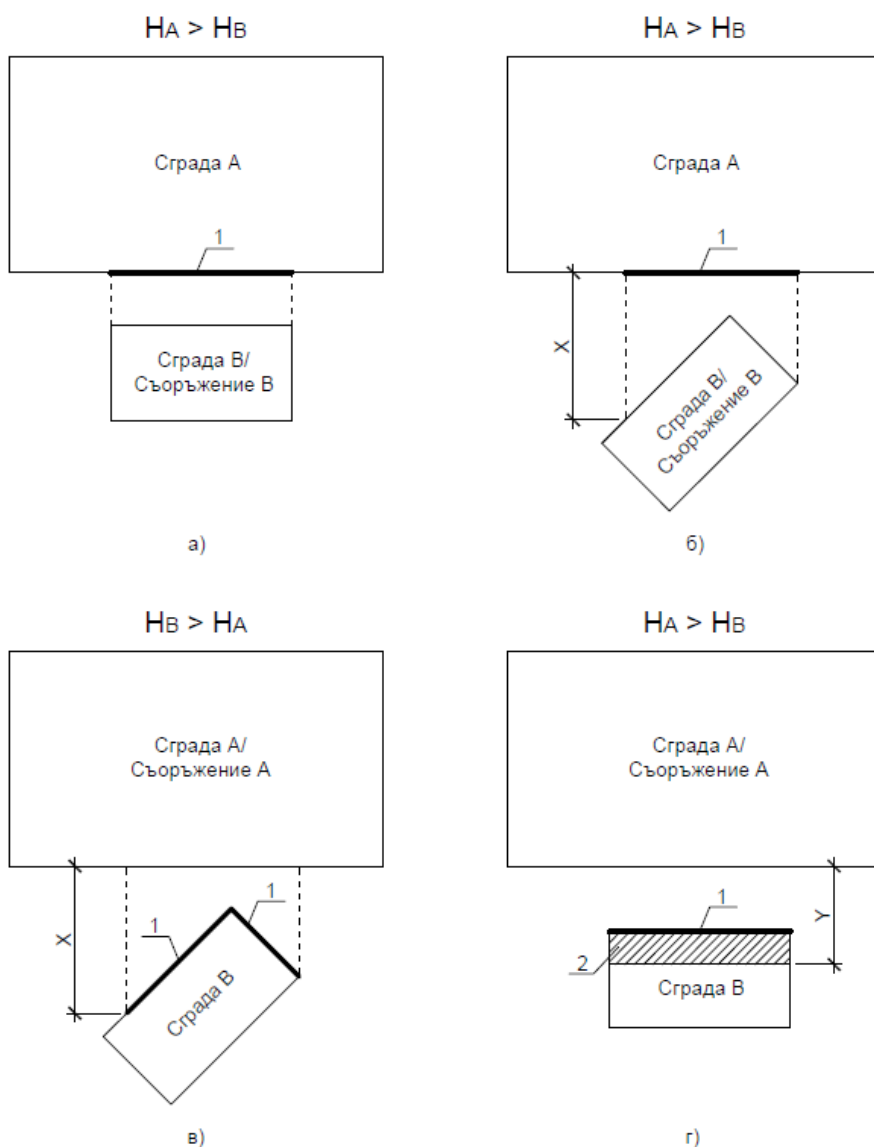 HA > HB
Сграда А
1
Сграда В/
Съоръжение В
а)
HA > HB
Сграда А
1
X
Сграда В/
Съоръжение В
б)
HB > HA
Сграда А/
Съоръжение А
X
1
1
Сграда В
в)
HA > HB
Сграда А/
Съоръжение А
1
Y
2
Сграда В
г)